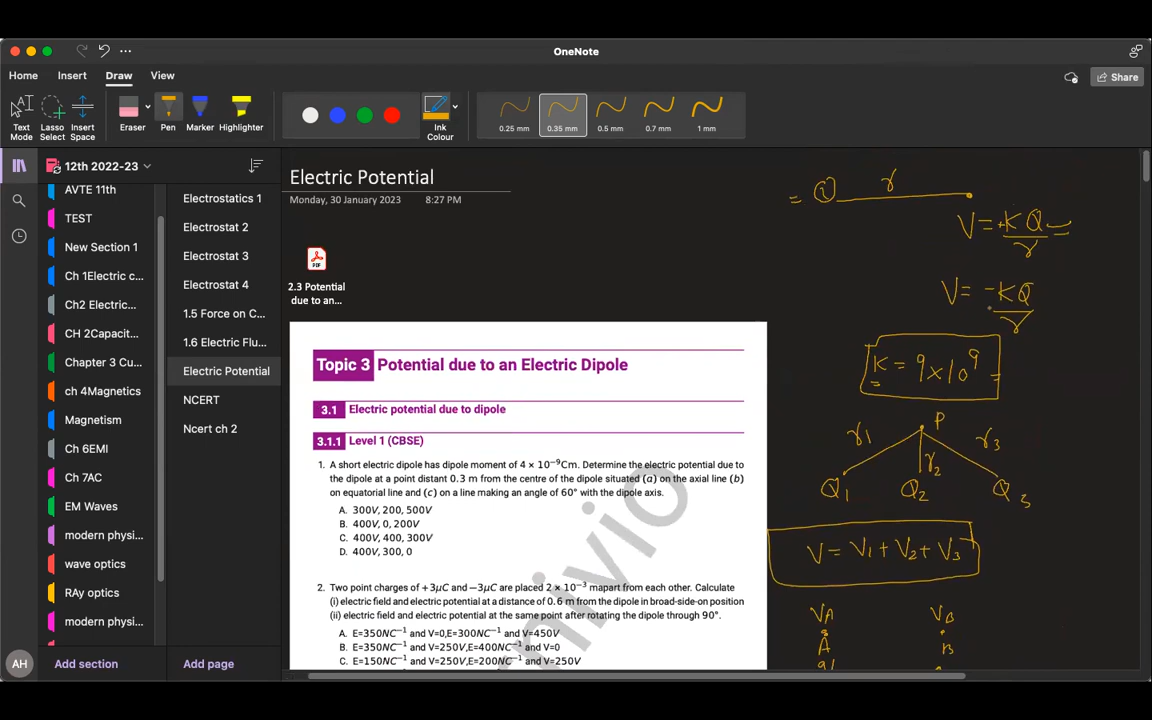 OneNote
Home Insert Draw View
Share
Text Mode
Lasso Select
Insert Space
Eraser
Pen
Marker
Highlighter
Ink Colour
0.25 mm
0.35 mm
0.5 mm
0.7 mm
1 mm
12th 2022-23
AVTE 11th
TEST
New Section 1
Ch 1Electric c...
Ch2 Electric...
CH 2Capacit...
Chapter 3 Cu...
ch 4Magnetics
Magnetism
Ch 6EMI
Ch 7AC
EM Waves
modern physi...
wave optics
RAy optics
modern physi...
AH
Add section
Electrostatics 1
Electrostat 2
Electrostat 3
Electrostat 4
1.5 Force on C...
1.6 Electric Flu...
Electric Potential
NCERT
Ncert ch 2
Add page
Electric Potential
Monday, 30 January 2023 8:27 PM
2.3 Potential
due to an...
Topic 3 Potential due to an Electric Dipole
3.1 Electric potential due to dipole
3.1.1 Level 1 (CBSE)
1. A short electric dipole has dipole moment of 4 × 10⁻⁹Cm. Determine the electric potential due to
the dipole at a point distant 0.3 m from the centre of the dipole situated (a) on the axial line (b)
on equatorial line and (c) on a line making an angle of 60° with the dipole axis.
A. 300V, 200, 500V
B. 400V, 0, 200V
C. 400V, 400, 300V
D. 400V, 300, 0
2. Two point charges of +3μC and −3μC are placed 2 × 10⁻³ mapart from each other. Calculate
(i) electric field and electric potential at a distance of 0.6 m from the dipole in broad-side-on position
(ii) electric field and electric potential at the same point after rotating the dipole through 90°.
A. E=350NC⁻¹ and V=0,E=300NC⁻¹ and V=450V
B. E=350NC⁻¹ and V=250V,E=400NC⁻¹ and V=0
C. E=150NC⁻¹ and V=250V,E=200NC⁻¹ and V=250V
r
V = +KQ/r =
V = -KQ/r
K = 9 x 10⁹
P
r1 r2 r3
Q1 Q2 Q3
V = V1 + V2 + V3
VA VB
A B